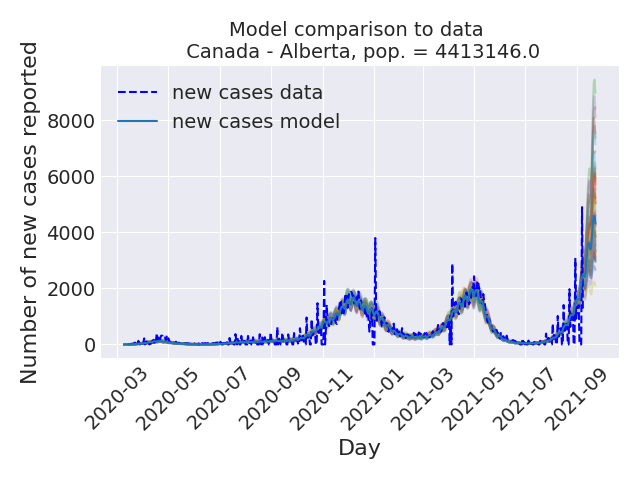 Model comparison to data
Canada - Alberta, pop. = 4413146.0
new cases data
new cases model
Number of new cases reported
8000
6000
4000
2000
0
2020-03
2020-05
2020-07
2020-09
2020-11
2021-01
2021-03
2021-05
2021-07
2021-09
Day